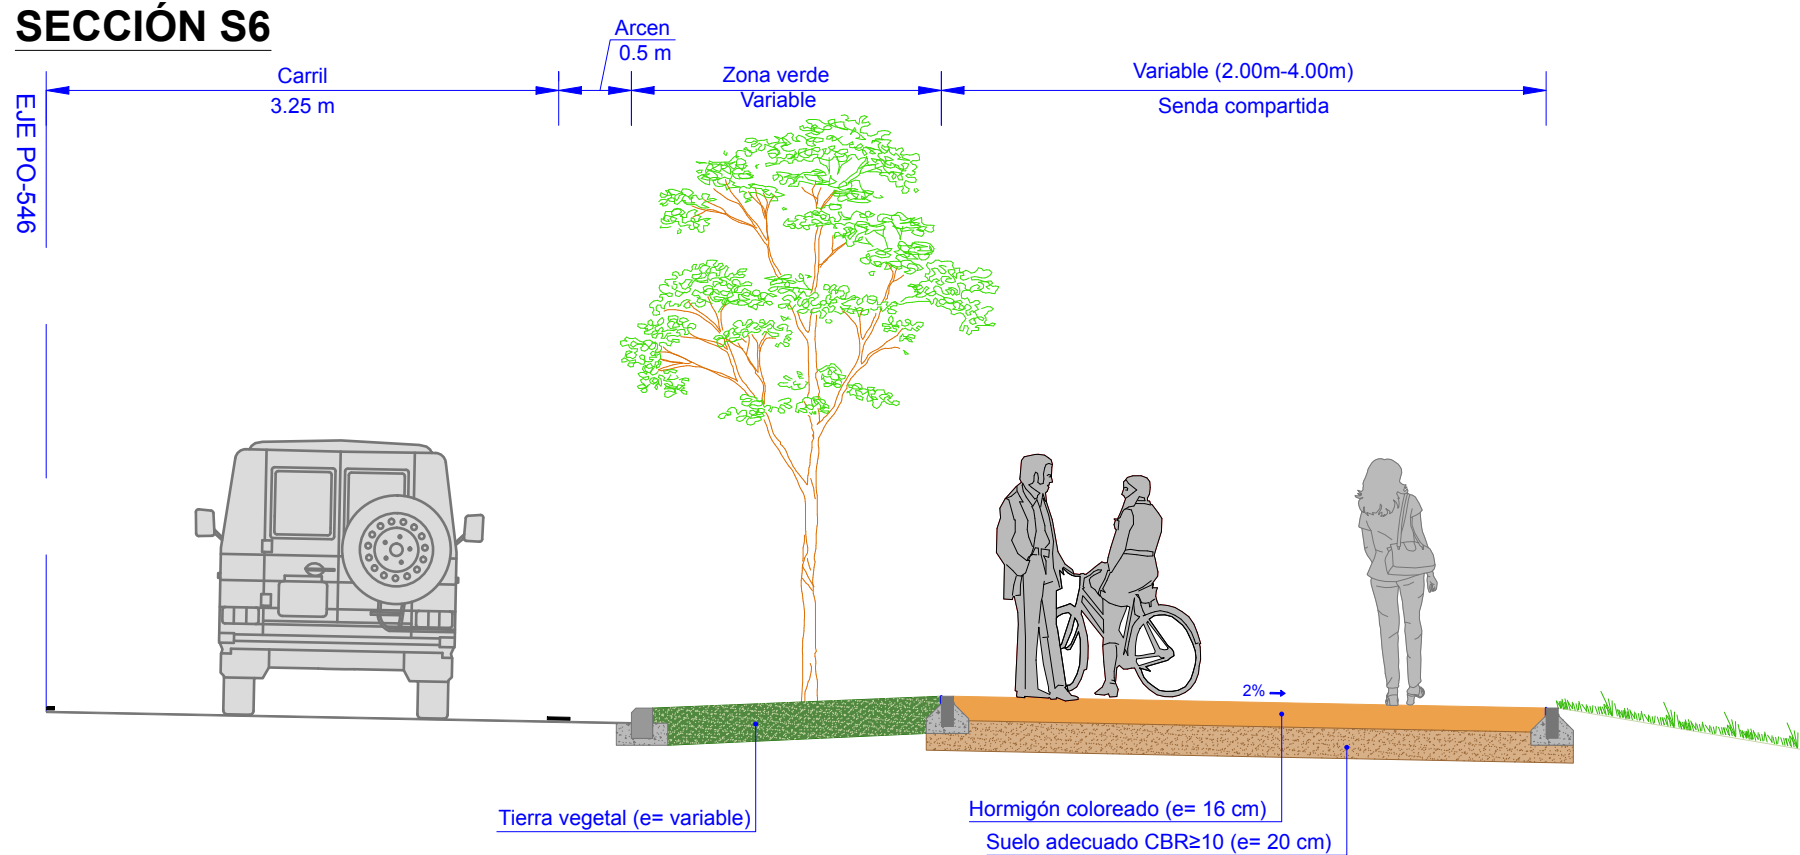 SECCIÓN S6
Arcen
0.5 m
Carril
3.25 m
Zona verde
Variable
Variable (2.00m-4.00m)
Senda compartida
EJE PO-546
2%
Tierra vegetal (e= variable)
Hormigón coloreado (e= 16 cm)
Suelo adecuado CBR≥10 (e= 20 cm)